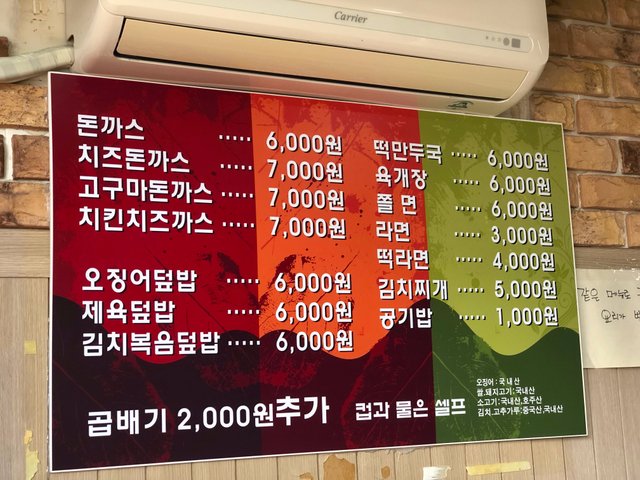 Carrier
돈까스 ..... 6,000원
치즈돈까스 ..... 7,000원
고구마돈까스 ..... 7,000원
치킨치즈까스 ..... 7,000원
오징어덮밥 ..... 6,000원
제육덮밥 ..... 6,000원
김치볶음덮밥 ..... 6,000원
떡만두국 ..... 6,000원
육개장 ..... 6,000원
쫄 면 ..... 6,000원
라면 ..... 3,000원
떡라면 ..... 4,000원
김치찌개 ..... 5,000원
공기밥 ..... 1,000원
곱배기 2,000원추가
컵과 물은 셀프
오징어 : 국내산
쌀,돼지고기 : 국내산
소고기 : 국내산,호주산
김치,고추가루 : 중국산,국내산
같은 메뉴로
요리가